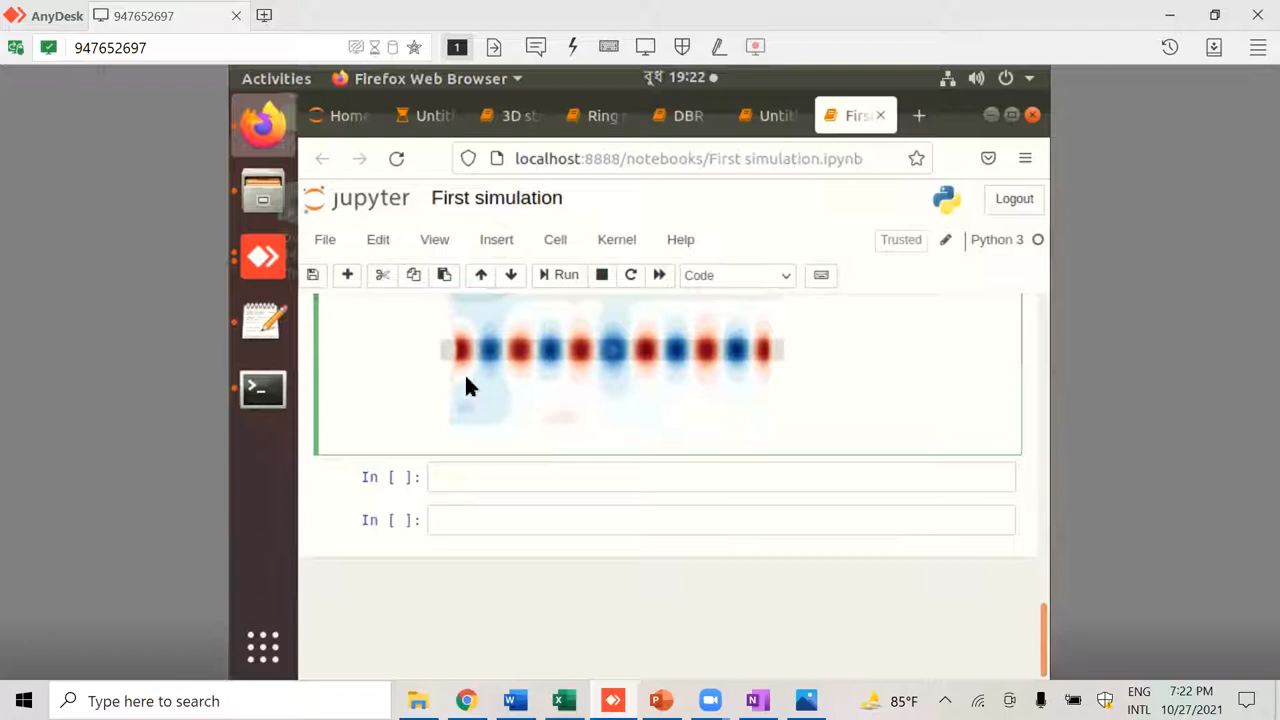 AnyDesk 947652697
947652697 1
Activities Firefox Web Browser বুধ 19:22
Home Untit 3D st Ring DBR Untit Firs
localhost:8888/notebooks/First simulation.ipynb
jupyter First simulation Logout
File Edit View Insert Cell Kernel Help Trusted Python 3
Run Code
In [ ]:
In [ ]:
Type here to search 85°F ENG 7:22 PM
INTL 10/27/2021